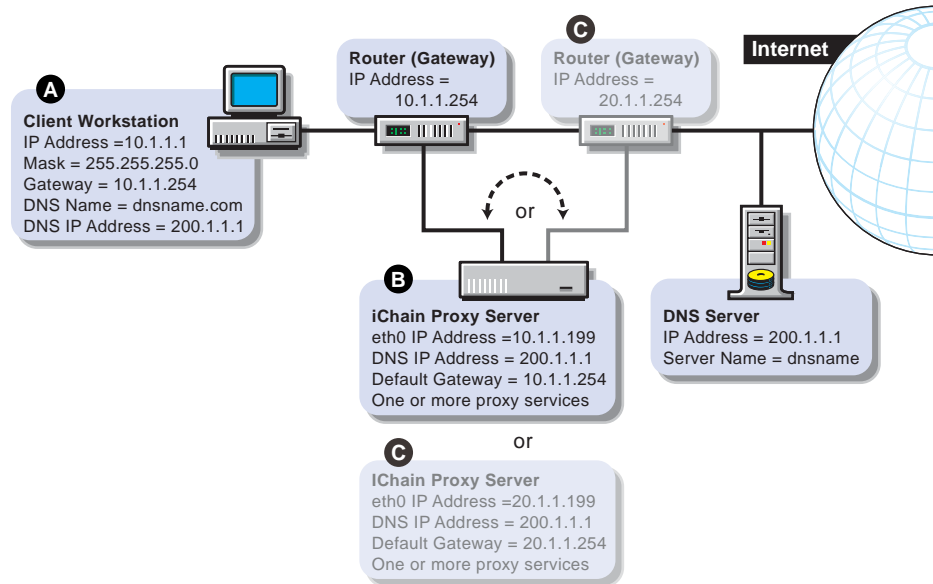 A
Client Workstation
IP Address =10.1.1.1
Mask = 255.255.255.0
Gateway = 10.1.1.254
DNS Name = dnsname.com
DNS IP Address = 200.1.1.1
Router (Gateway)
IP Address =
10.1.1.254
C
Router (Gateway)
IP Address =
20.1.1.254
Internet
or
B
iChain Proxy Server
eth0 IP Address =10.1.1.199
DNS IP Address = 200.1.1.1
Default Gateway = 10.1.1.254
One or more proxy services
DNS Server
IP Address = 200.1.1.1
Server Name = dnsname
or
C
IChain Proxy Server
eth0 IP Address =20.1.1.199
DNS IP Address = 200.1.1.1
Default Gateway = 20.1.1.254
One or more proxy services